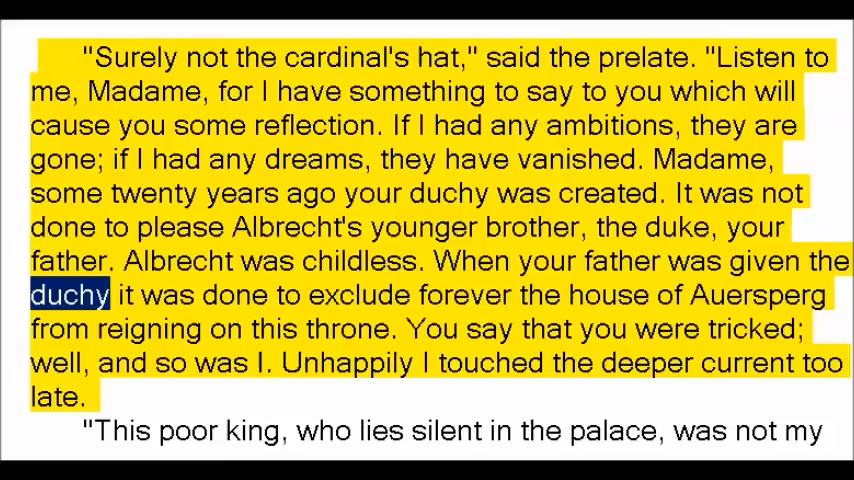 "Surely not the cardinal's hat," said the prelate. "Listen to
me, Madame, for I have something to say to you which will
cause you some reflection. If I had any ambitions, they are
gone; if I had any dreams, they have vanished. Madame,
some twenty years ago your duchy was created. It was not
done to please Albrecht's younger brother, the duke, your
father. Albrecht was childless. When your father was given the
duchy it was done to exclude forever the house of Auersperg
from reigning on this throne. You say that you were tricked;
well, and so was I. Unhappily I touched the deeper current too
late.
"This poor king, who lies silent in the palace, was not my